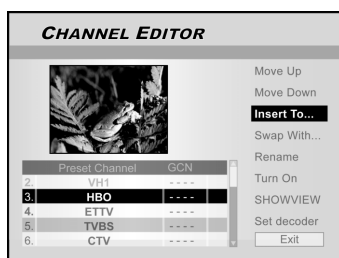 CHANNEL EDITOR
Move Up
Move Down
Insert To...
Swap With...
Rename
Turn On
SHOWVIEW
Set decoder
Exit
Preset Channel GCN
2. VH1 ----
3. HBO ----
4. ETTV ----
5. TVBS ----
6. CTV ----